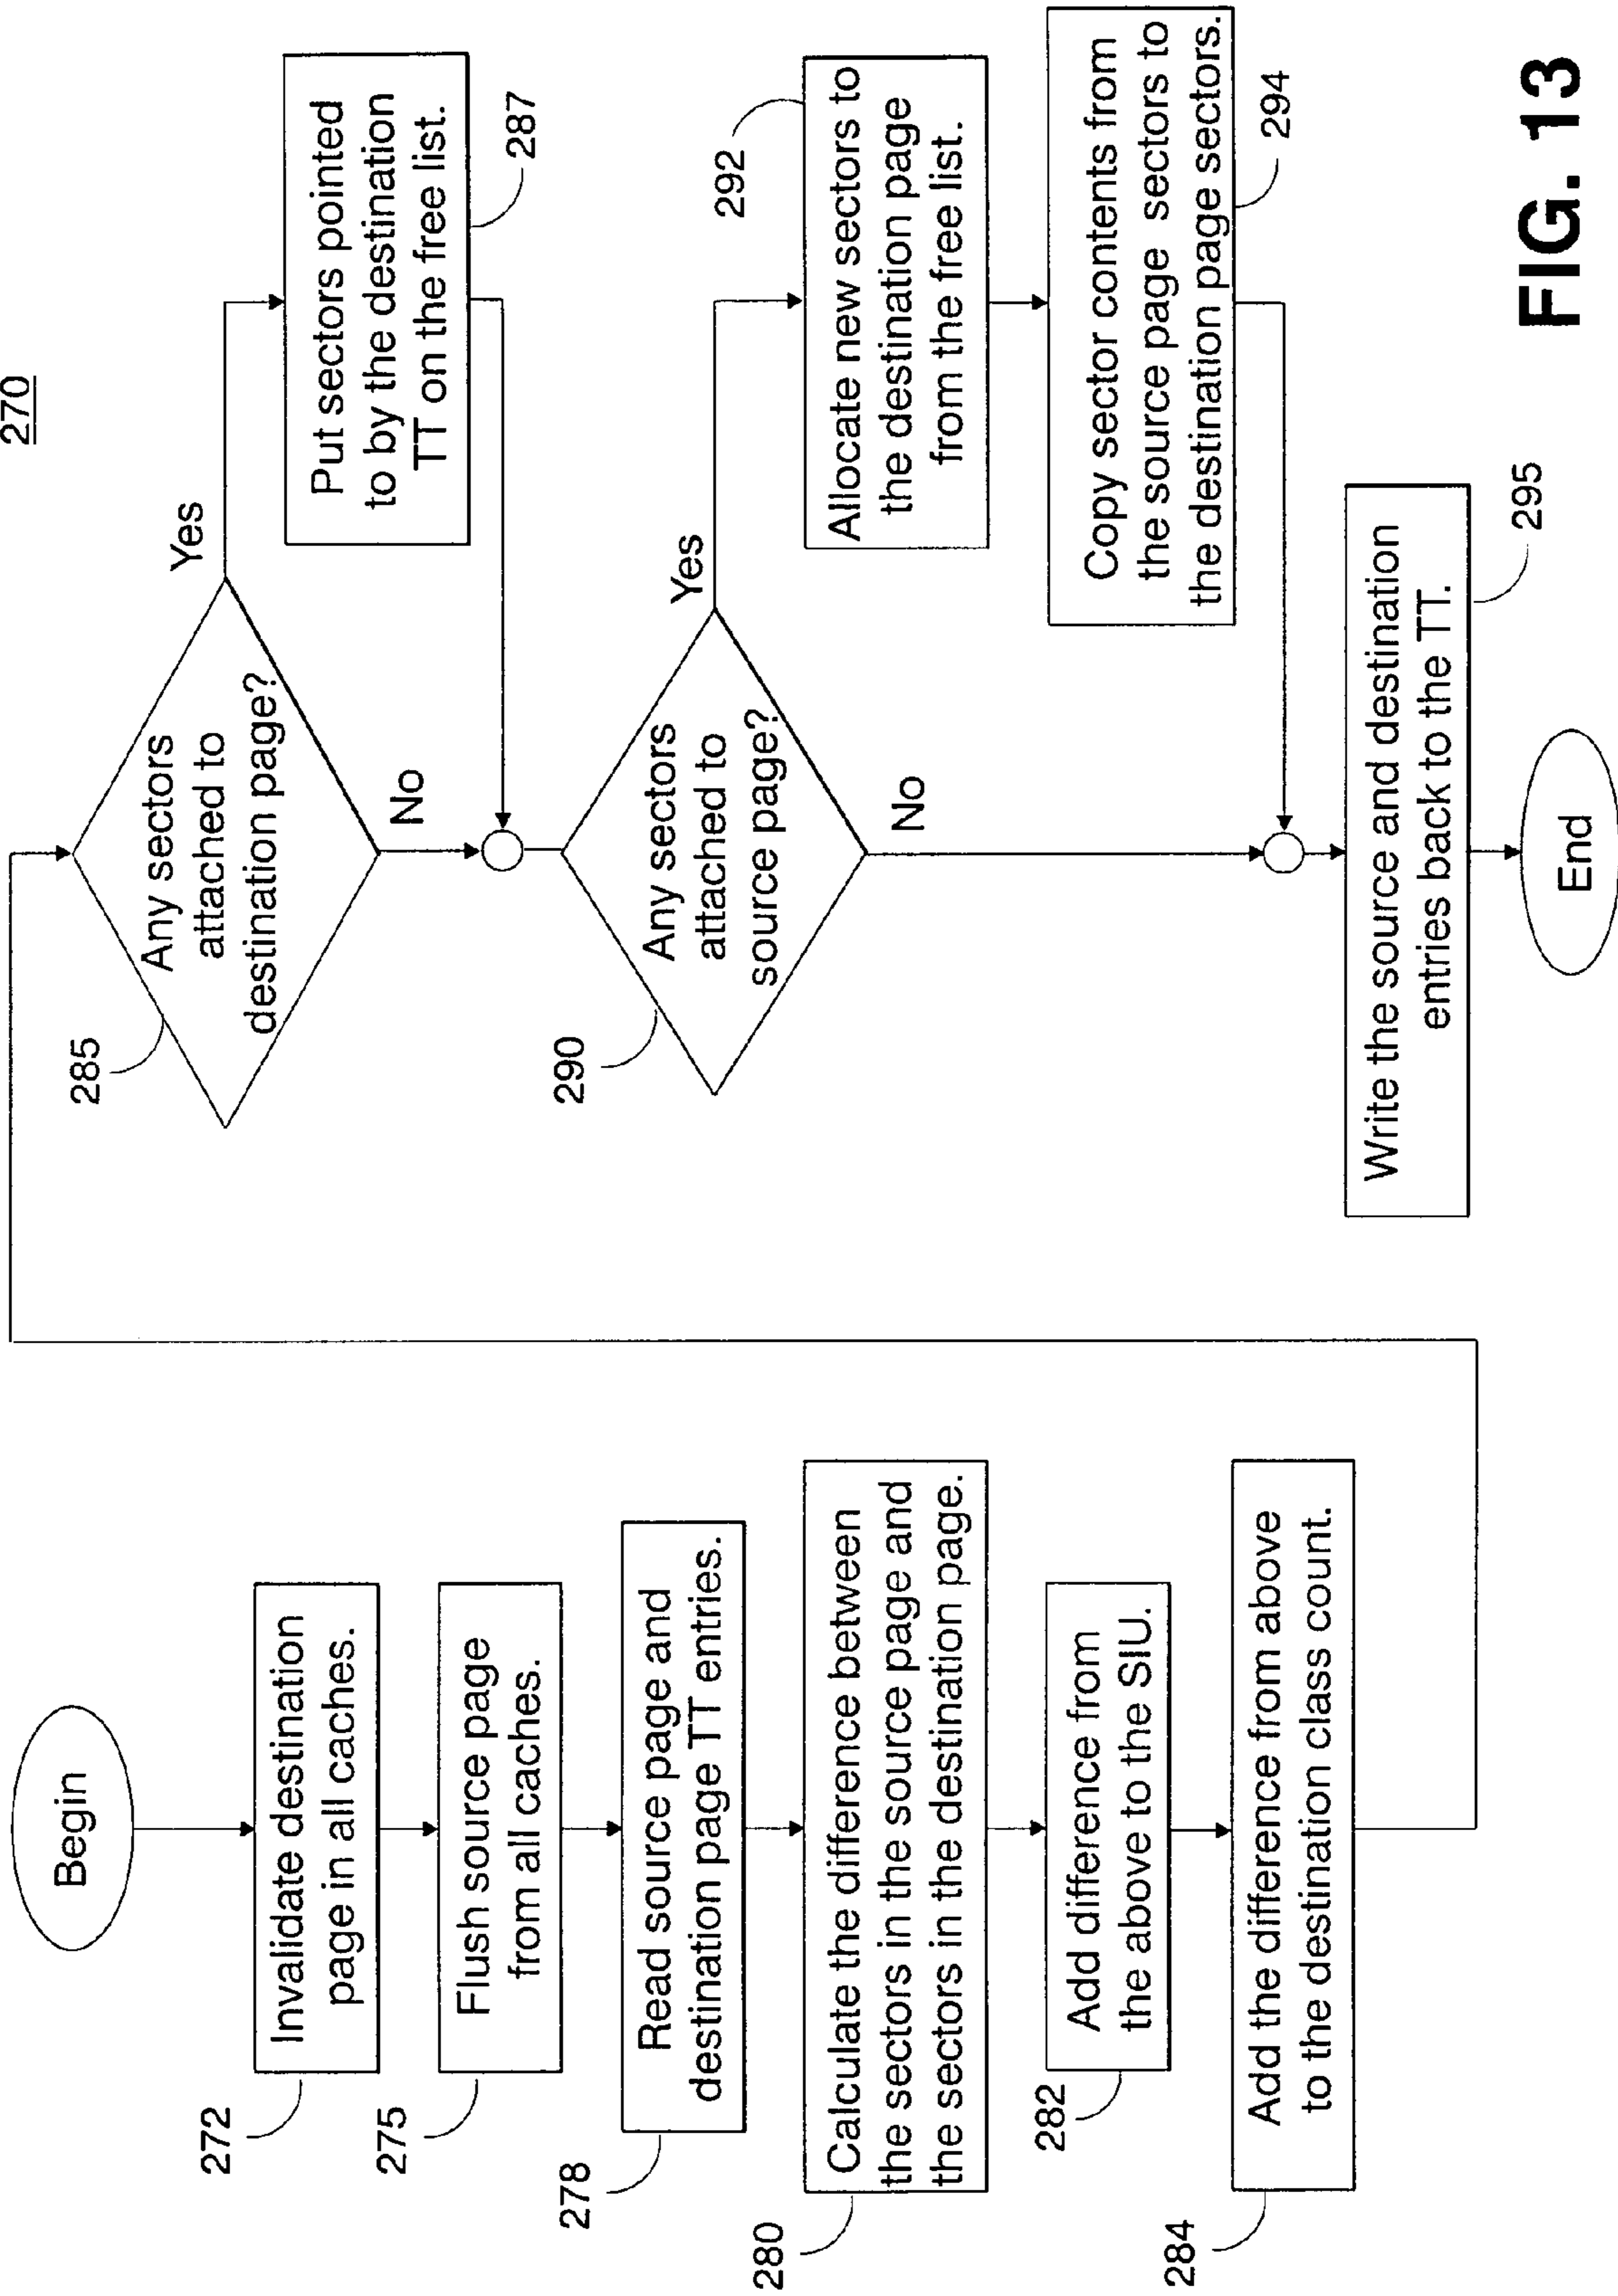 270
Begin
272
Invalidate destination
page in all caches.
275
Flush source page
from all caches.
278
Read source page and
destination page TT entries.
280
Calculate the difference between
the sectors in the source page and
the sectors in the destination page.
282
Add difference from
the above to the SIU.
284
Add the difference from above
to the destination class count.
285
Any sectors
attached to
destination page?
Yes
No
Put sectors pointed
to by the destination
TT on the free list.
287
290
Any sectors
attached to
source page?
Yes
No
292
Allocate new sectors to
the destination page
from the free list.
Copy sector contents from
the source page sectors to
the destination page sectors.
294
Write the source and destination
entries back to the TT.
295
End
FIG. 13